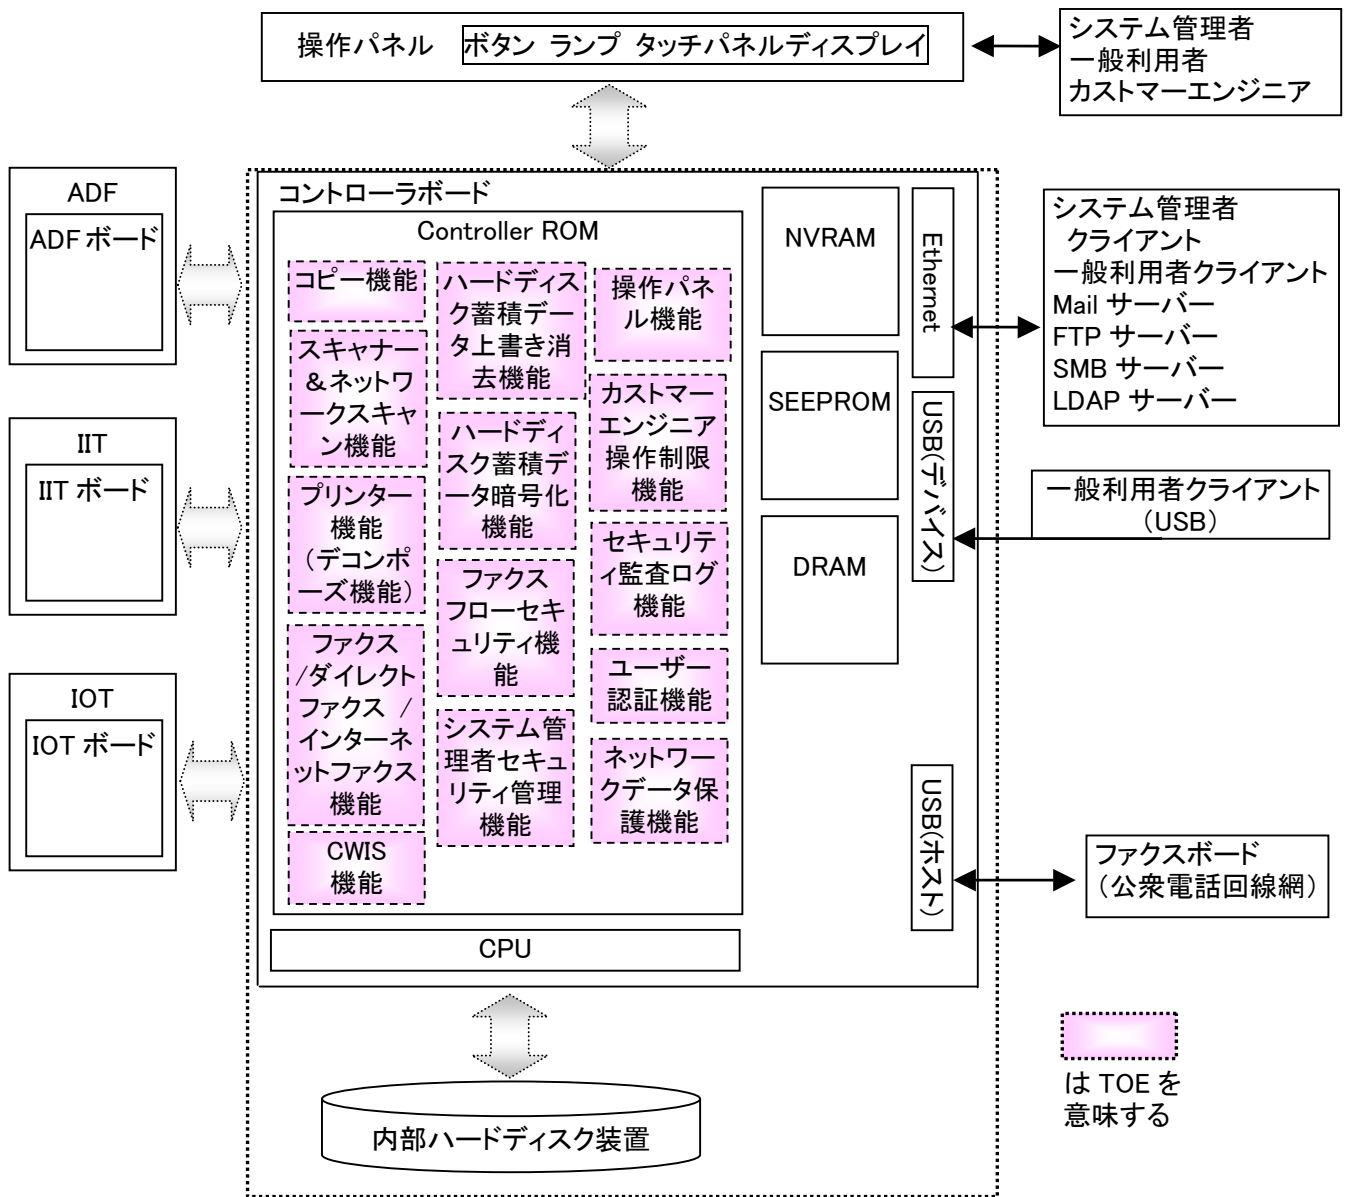 操作パネル ボタン ランプ タッチパネルディスプレイ
システム管理者
一般利用者
カストマーエンジニア
ADF
ADF ボード
IIT
IIT ボード
IOT
IOT ボード
コントローラボード
Controller ROM
コピー機能
スキャナー
＆ネットワ
ークスキャ
ン機能
プリンター
機能
（デコンポ
ーズ機能）
ファクス
/ダイレクト
ファクス /
インターネ
ットファクス
機能
CWIS
機能
ハードディス
ク蓄積デー
タ上書き消
去機能
ハードディ
スク蓄積デ
ータ暗号化
機能
ファクス
フローセキ
ュリティ機
能
システム管
理者セキュ
リティ管理
機能
操作パネ
ル機能
カストマー
エンジニア
操作制限
機能
セキュリテ
ィ監査ログ
機能
ユーザー
認証機能
ネットワー
クデータ保
護機能
CPU
NVRAM
SEEPROM
DRAM
Ethernet
USB(デバイス)
USB(ホスト)
システム管理者
クライアント
一般利用者クライアント
Mail サーバー
FTP サーバー
SMB サーバー
LDAP サーバー
一般利用者クライアント
（USB）
ファクスボード
（公衆電話回線網）
内部ハードディスク装置
は TOE を
意味する